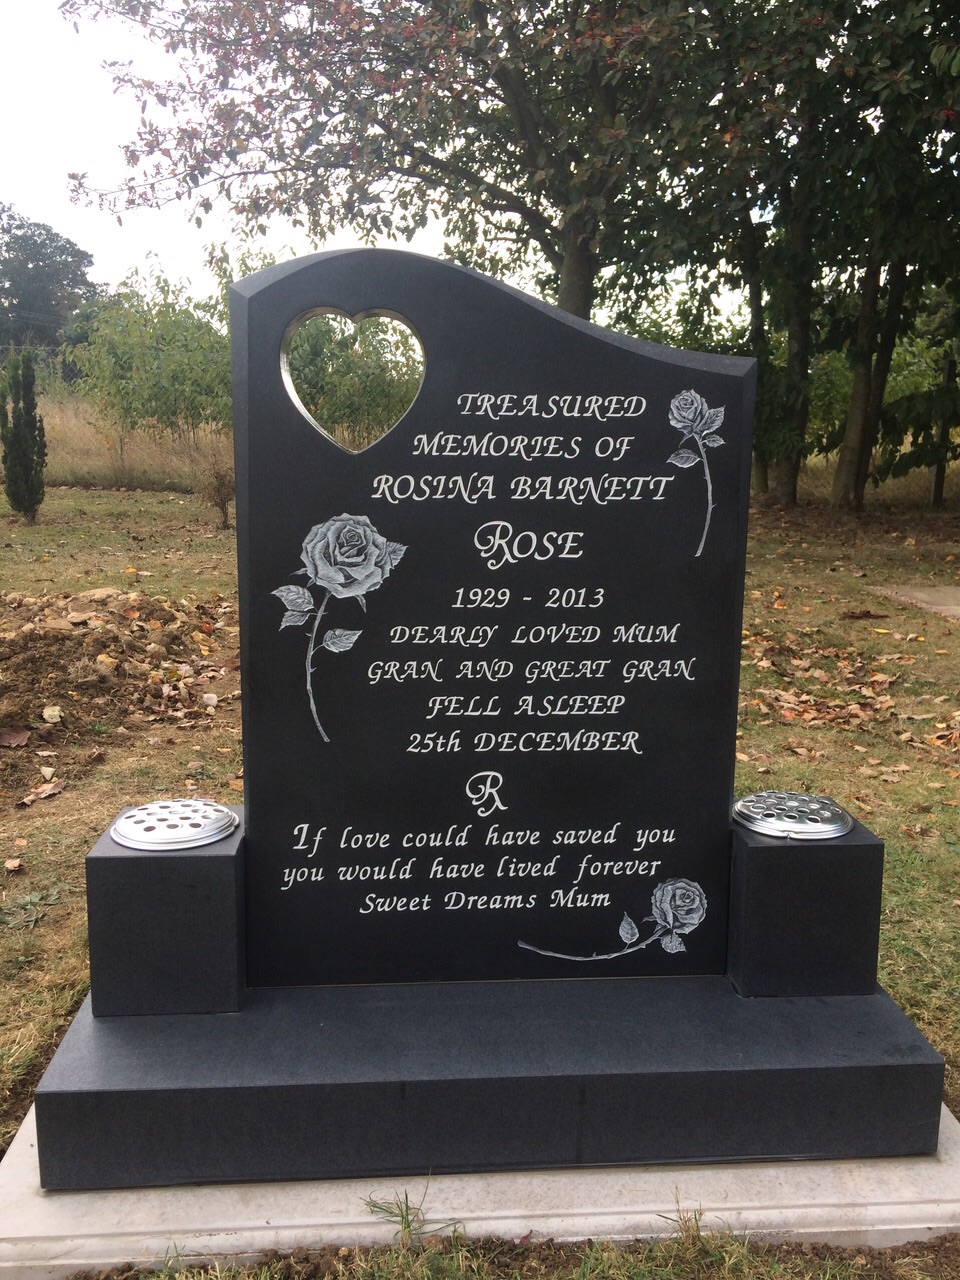 TREASURED
MEMORIES OF
ROSINA BARNETT
ROSE
1929 - 2013
DEARLY LOVED MUM
GRAN AND GREAT GRAN
FELL ASLEEP
25th DECEMBER
R
If love could have saved you
you would have lived forever
Sweet Dreams Mum